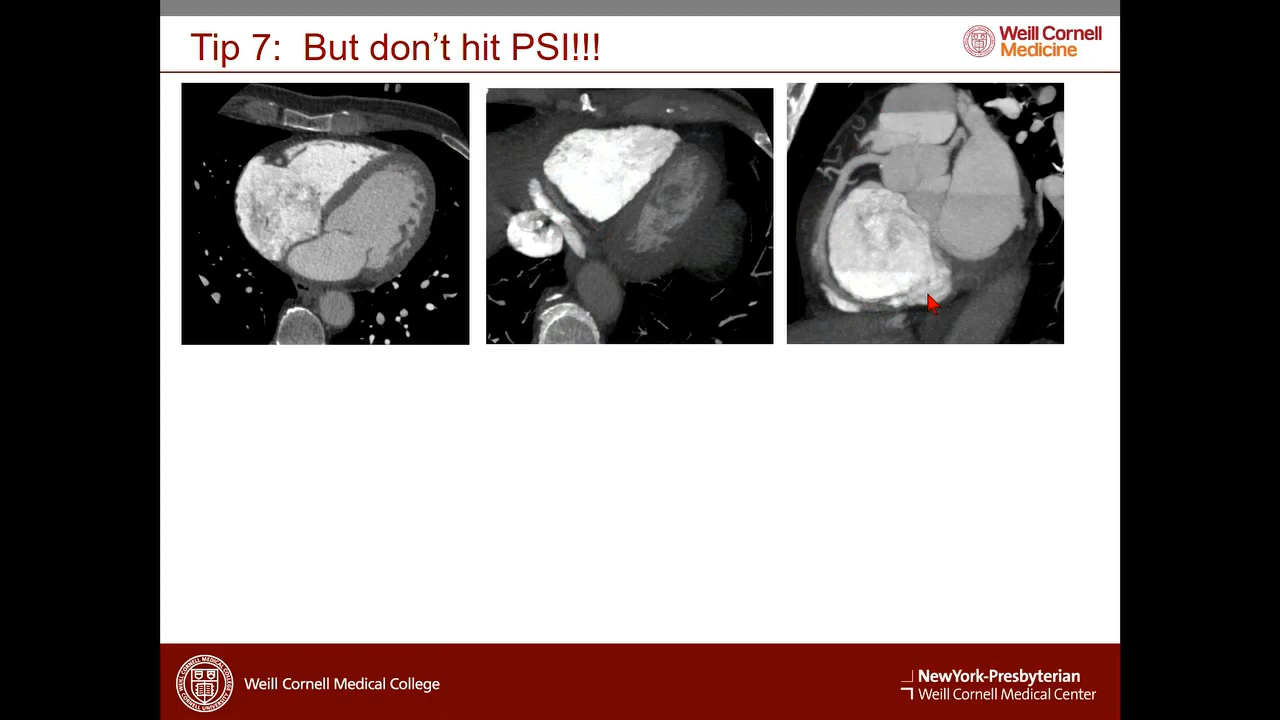 Tip 7:  But don't hit PSI!!!
Weill Cornell
Medicine
Weill Cornell Medical College
NewYork-Presbyterian
Weill Cornell Medical Center